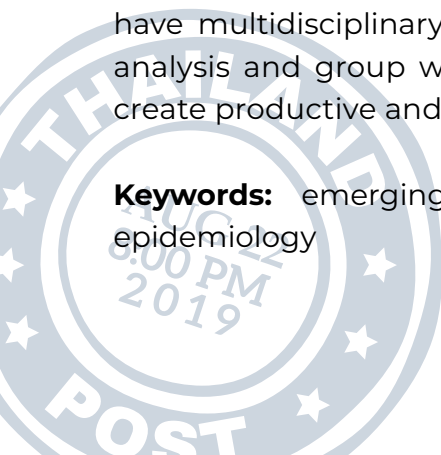 have multidisciplinary
analysis and group w
create productive and
Keywords: emerging
epidemiology
THAILAND
AUG 22
8.00 PM
2019
POST